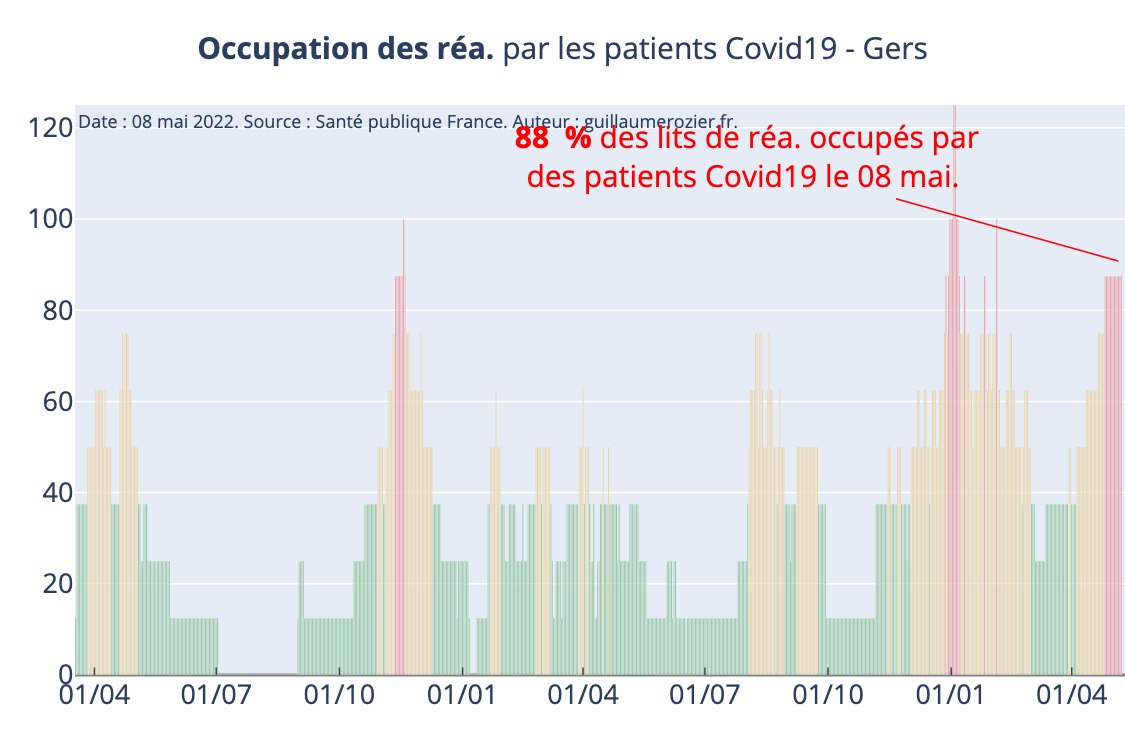 Occupation des réa. par les patients Covid19 - Gers
120
Date : 08 mai 2022. Source : Santé publique France. Auteur : guillaumerozier.fr.
88 % des lits de réa. occupés par
des patients Covid19 le 08 mai.
100
80
60
40
20
0
01/04 01/07 01/10 01/01 01/04 01/07 01/10 01/01 01/04